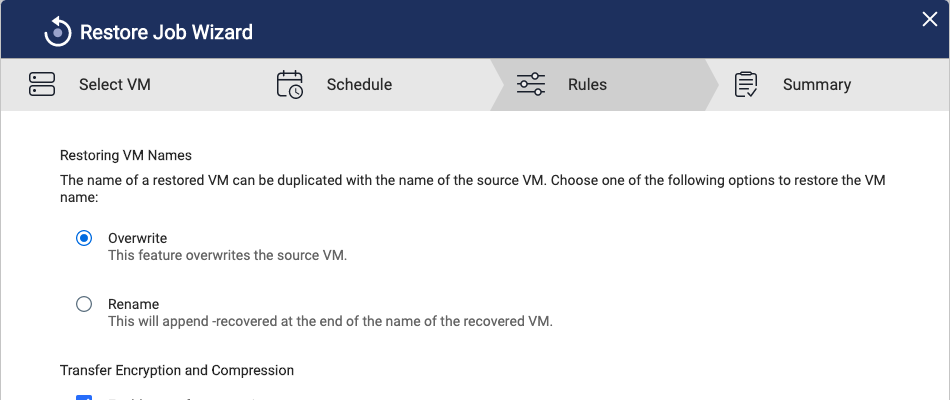 Restore Job Wizard
Select VM
Schedule
Rules
Summary
Restoring VM Names
The name of a restored VM can be duplicated with the name of the source VM. Choose one of the following options to restore the VM
name:
Overwrite
This feature overwrites the source VM.
Rename
This will append -recovered at the end of the name of the recovered VM.
Transfer Encryption and Compression